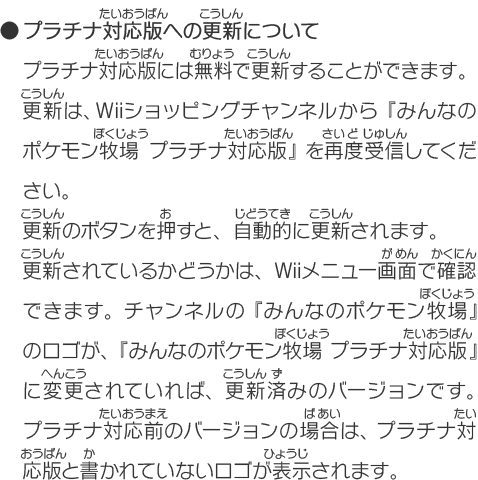 ●プラチナ対応版への更新について
プラチナ対応版には無料で更新することができます。
更新は、Wiiショッピングチャンネルから『みんなの
ポケモン牧場 プラチナ対応版』を再度受信してくだ
さい。
更新のボタンを押すと、自動的に更新されます。
更新されているかどうかは、Wiiメニュー画面で確認
できます。チャンネルの『みんなのポケモン牧場』
のロゴが、『みんなのポケモン牧場 プラチナ対応版』
に変更されていれば、更新済みのバージョンです。
プラチナ対応前のバージョンの場合は、プラチナ対
応版と書かれていないロゴが表示されます。